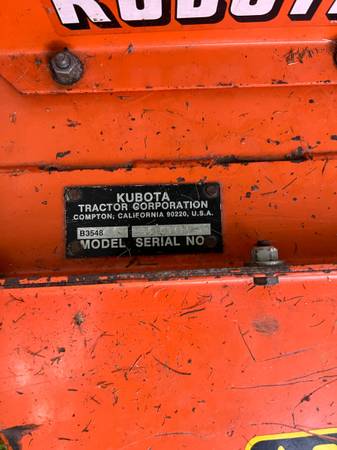 KUBOTA
KUBOTA
TRACTOR CORPORATION
COMPTON, CALIFORNIA 90220, U.S.A.
B3548
MODEL SERIAL NO